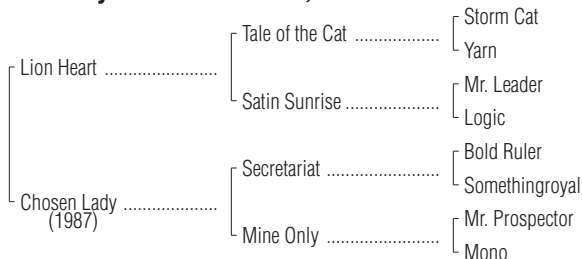 Storm Cat
Tale of the Cat ..................
Yarn
Lion Heart ........................
Mr. Leader
Satin Sunrise ....................
Logic
Bold Ruler
Secretariat ........................
Somethingroyal
Chosen Lady ....................
(1987)
Mr. Prospector
Mine Only ........................
Mono